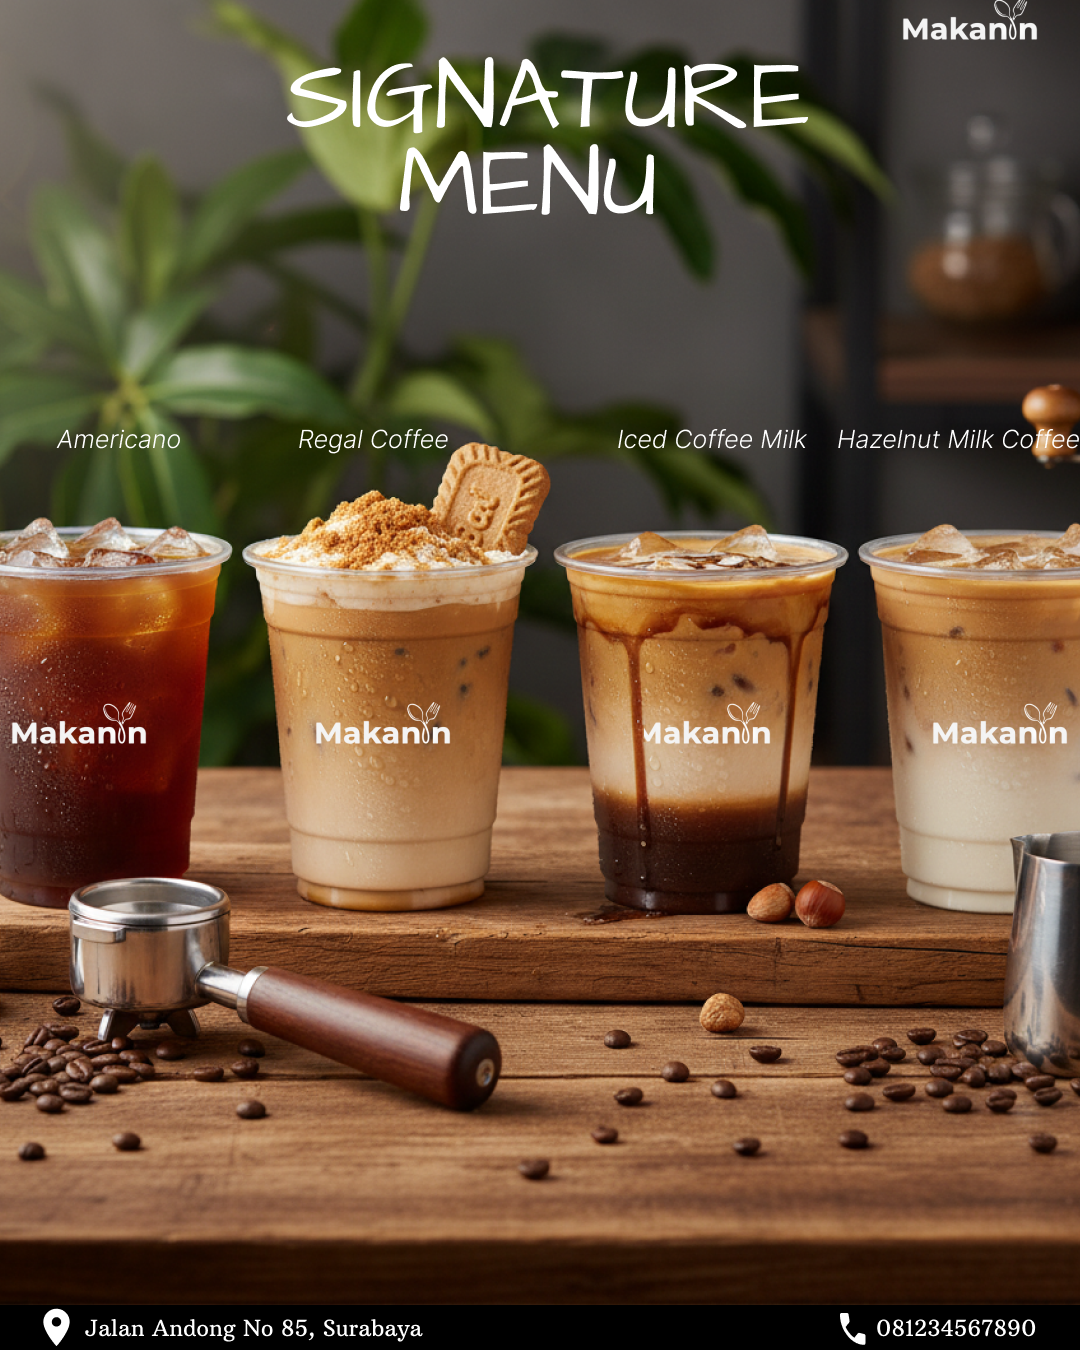 Makanin
SIGNATURE
MENU
Americano
Regal Coffee
Iced Coffee Milk
Hazelnut Milk Coffee
Makanin
Makanin
Makanin
Makanin
Jalan Andong No 85, Surabaya
081234567890